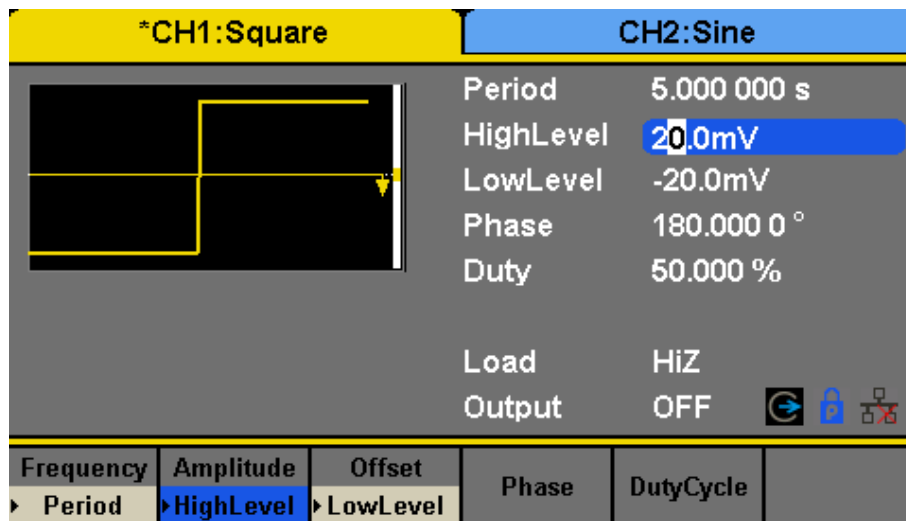 *CH1:Square CH2:Sine
Period 5.000 000 s
HighLevel 20.0mV
LowLevel -20.0mV
Phase 180.000 0 °
Duty 50.000 %
Load HiZ
Output OFF
P
Frequency Amplitude Offset
Period HighLevel LowLevel
Phase DutyCycle